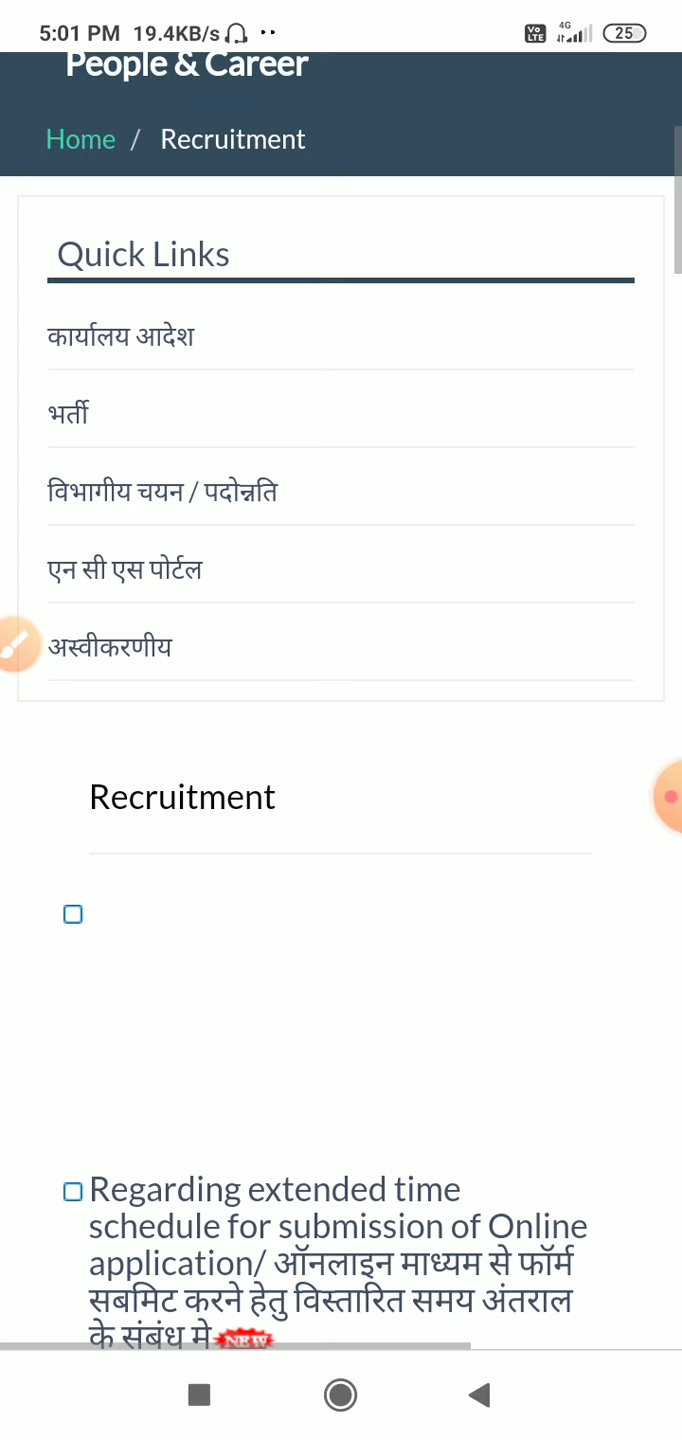 5:01 PM 19.4KB/s
Vo LTE 4G 25
People & Career
Home / Recruitment
Quick Links
कार्यालय आदेश
भर्ती
विभागीय चयन / पदोन्नति
एन सी एस पोर्टल
अस्वीकरणीय
Recruitment
Regarding extended time
schedule for submission of Online
application/ ऑनलाइन माध्यम से फॉर्म
सबमिट करने हेतु विस्तारित समय अंतराल
के संबंध मे NEW